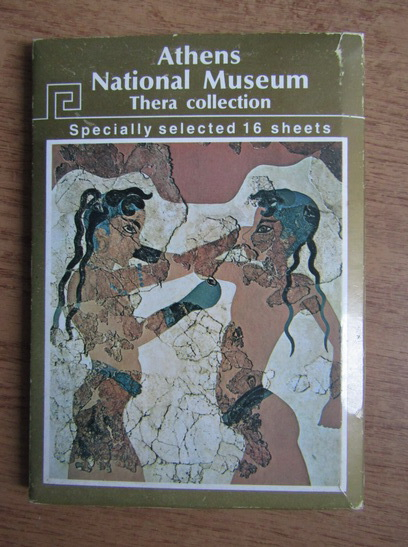 Athens
National Museum
Thera collection
Specially selected 16 sheets